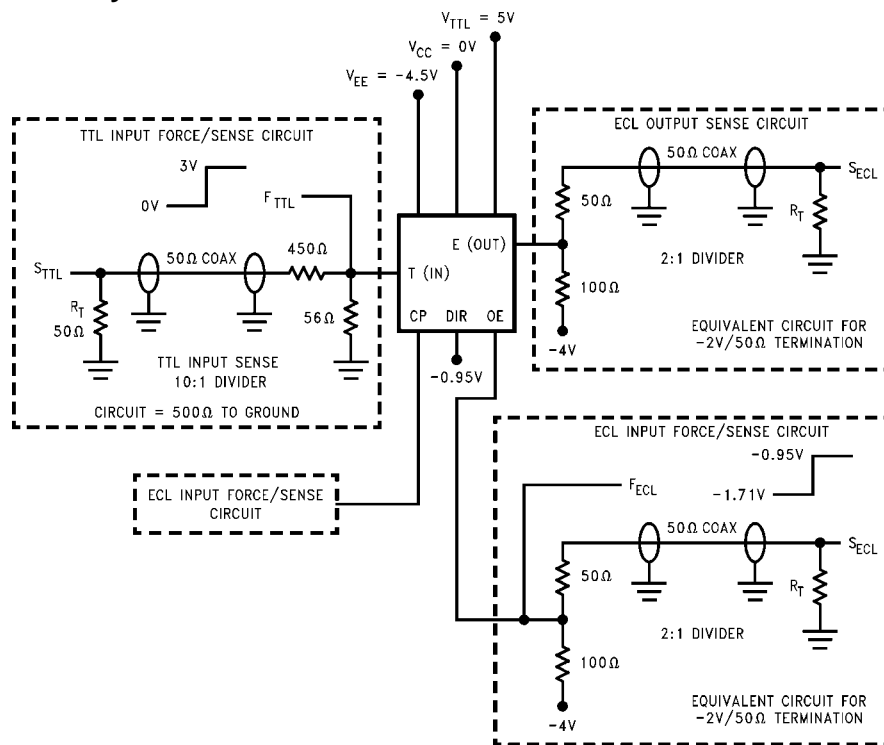 V_TTL = 5V
V_CC = 0V
V_EE = -4.5V
TTL INPUT FORCE/SENSE CIRCUIT
3V
0V
F_TTL
S_TTL
50Ω COAX
450Ω
R_T
50Ω
56Ω
TTL INPUT SENSE
10:1 DIVIDER
CIRCUIT = 500Ω TO GROUND
E (OUT)
T (IN)
CP
DIR
OE
-0.95V
ECL OUTPUT SENSE CIRCUIT
50Ω COAX
S_ECL
50Ω
R_T
2:1 DIVIDER
100Ω
-4V
EQUIVALENT CIRCUIT FOR
-2V/50Ω TERMINATION
ECL INPUT FORCE/SENSE
CIRCUIT
ECL INPUT FORCE/SENSE CIRCUIT
-0.95V
F_ECL
-1.71V
50Ω COAX
S_ECL
50Ω
R_T
2:1 DIVIDER
100Ω
-4V
EQUIVALENT CIRCUIT FOR
-2V/50Ω TERMINATION